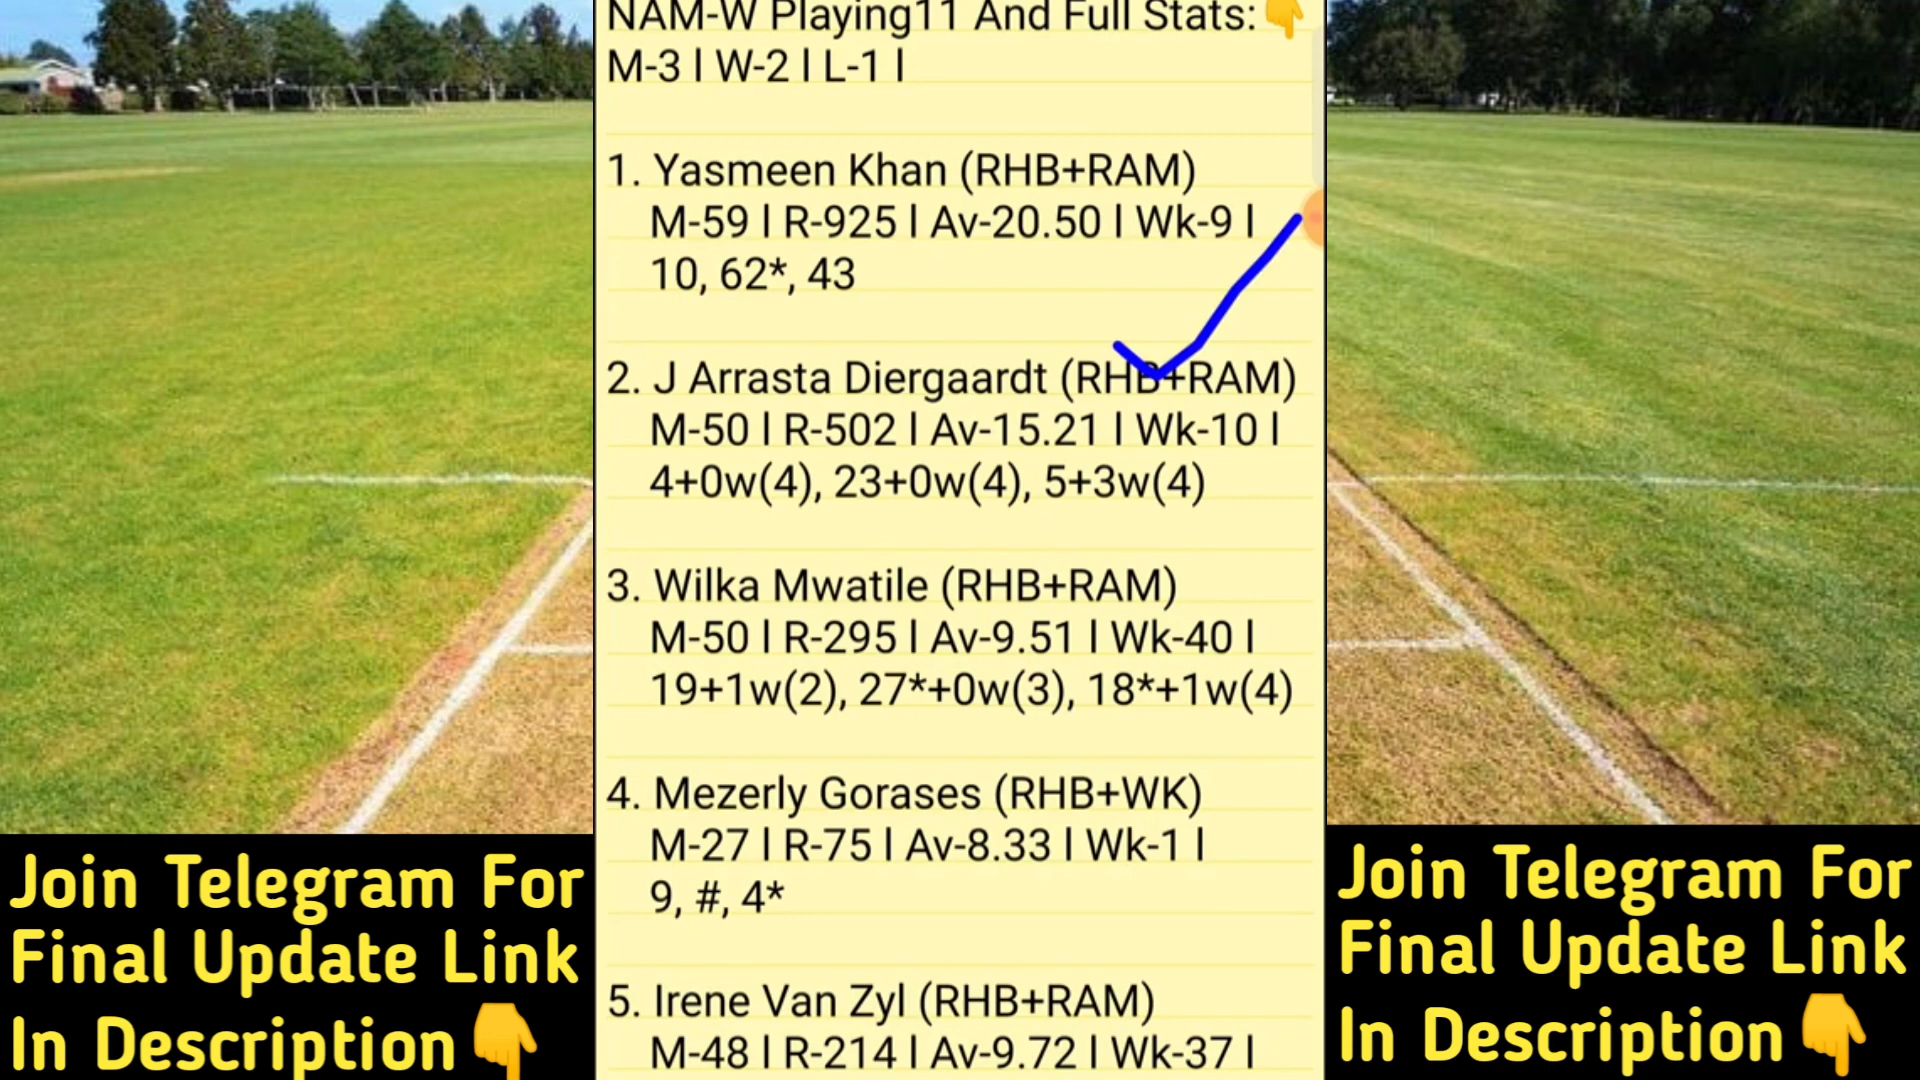 NAM-W Playing11 And Full Stats:👇
M-3 l W-2 l L-1 l
1. Yasmeen Khan (RHB+RAM)
M-59 l R-925 l Av-20.50 l Wk-9 l
10, 62*, 43
2. J Arrasta Diergaardt (RHB+RAM)
M-50 l R-502 l Av-15.21 l Wk-10 l
4+0w(4), 23+0w(4), 5+3w(4)
3. Wilka Mwatile (RHB+RAM)
M-50 l R-295 l Av-9.51 l Wk-40 l
19+1w(2), 27*+0w(3), 18*+1w(4)
4. Mezerly Gorases (RHB+WK)
M-27 l R-75 l Av-8.33 l Wk-1 l
9, #, 4*
5. Irene Van Zyl (RHB+RAM)
M-48 l R-214 l Av-9.72 l Wk-37 l
Join Telegram For
Final Update Link
In Description👇
Join Telegram For
Final Update Link
In Description👇